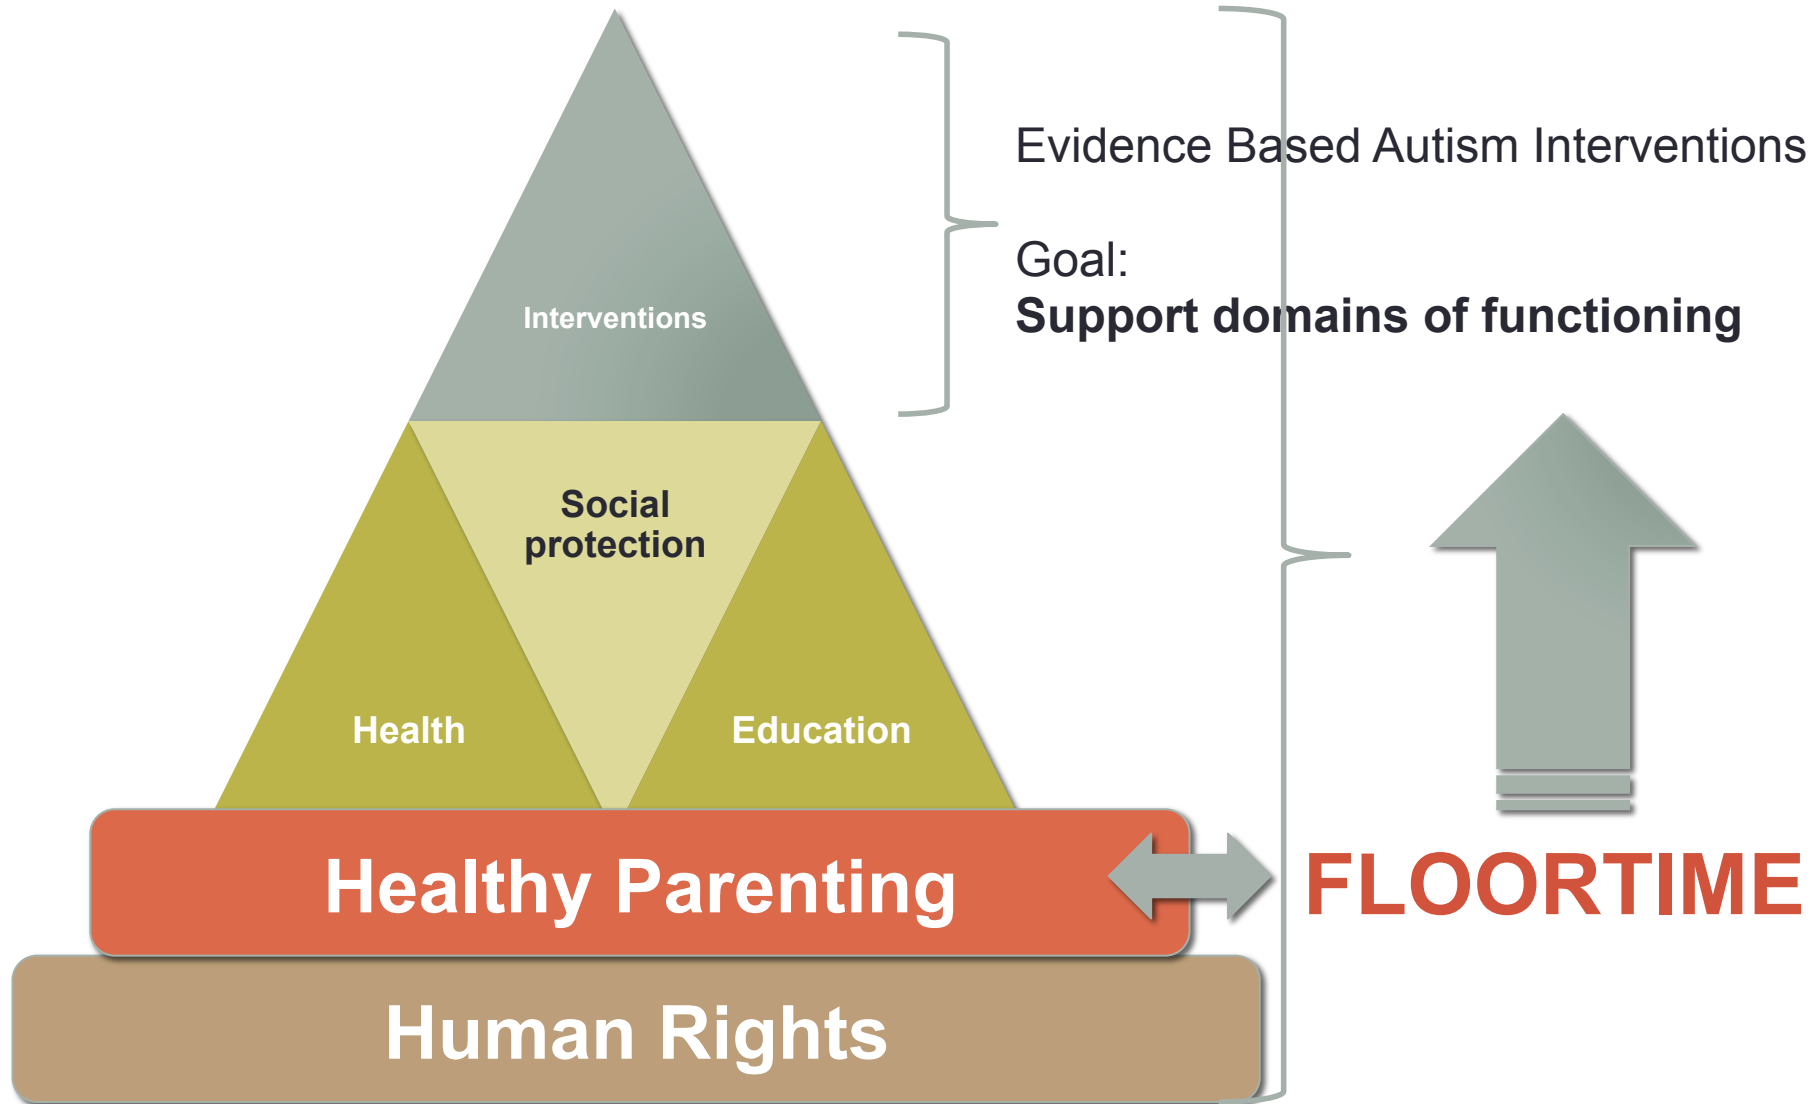 Evidence Based Autism Interventions
Goal:
Support domains of functioning
Interventions
Social
protection
Health
Education
Healthy Parenting
FLOORTIME
Human Rights